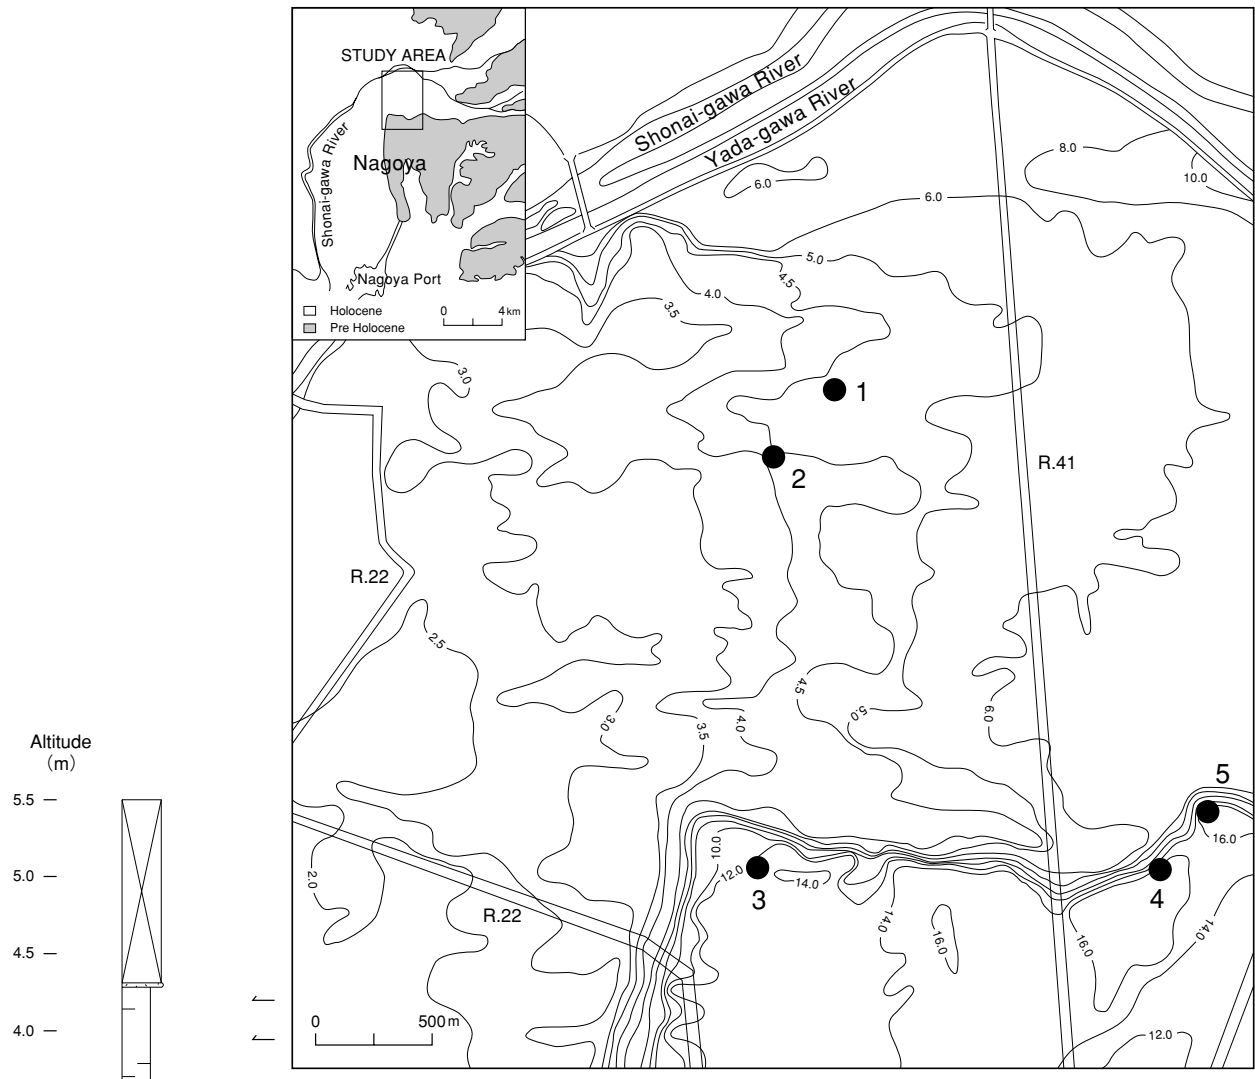 STUDY AREA
Shonai-gawa River
Nagoya
Nagoya Port
Holocene
Pre Holocene
0 4 km
Shonai-gawa River
Yada-gawa River
8.0
10.0
6.0
6.0
5.0
4.5
4.0
3.5
3.0
1
2
R.41
R.22
2.5
4.5
5.0
6.0
3.0
3.5
4.0
5
16.0
10.0
12.0
14.0
3
4
2.0
R.22
14.0
16.0
16.0
14.0
12.0
0 500 m
Altitude
(m)
5.5
5.0
4.5
4.0